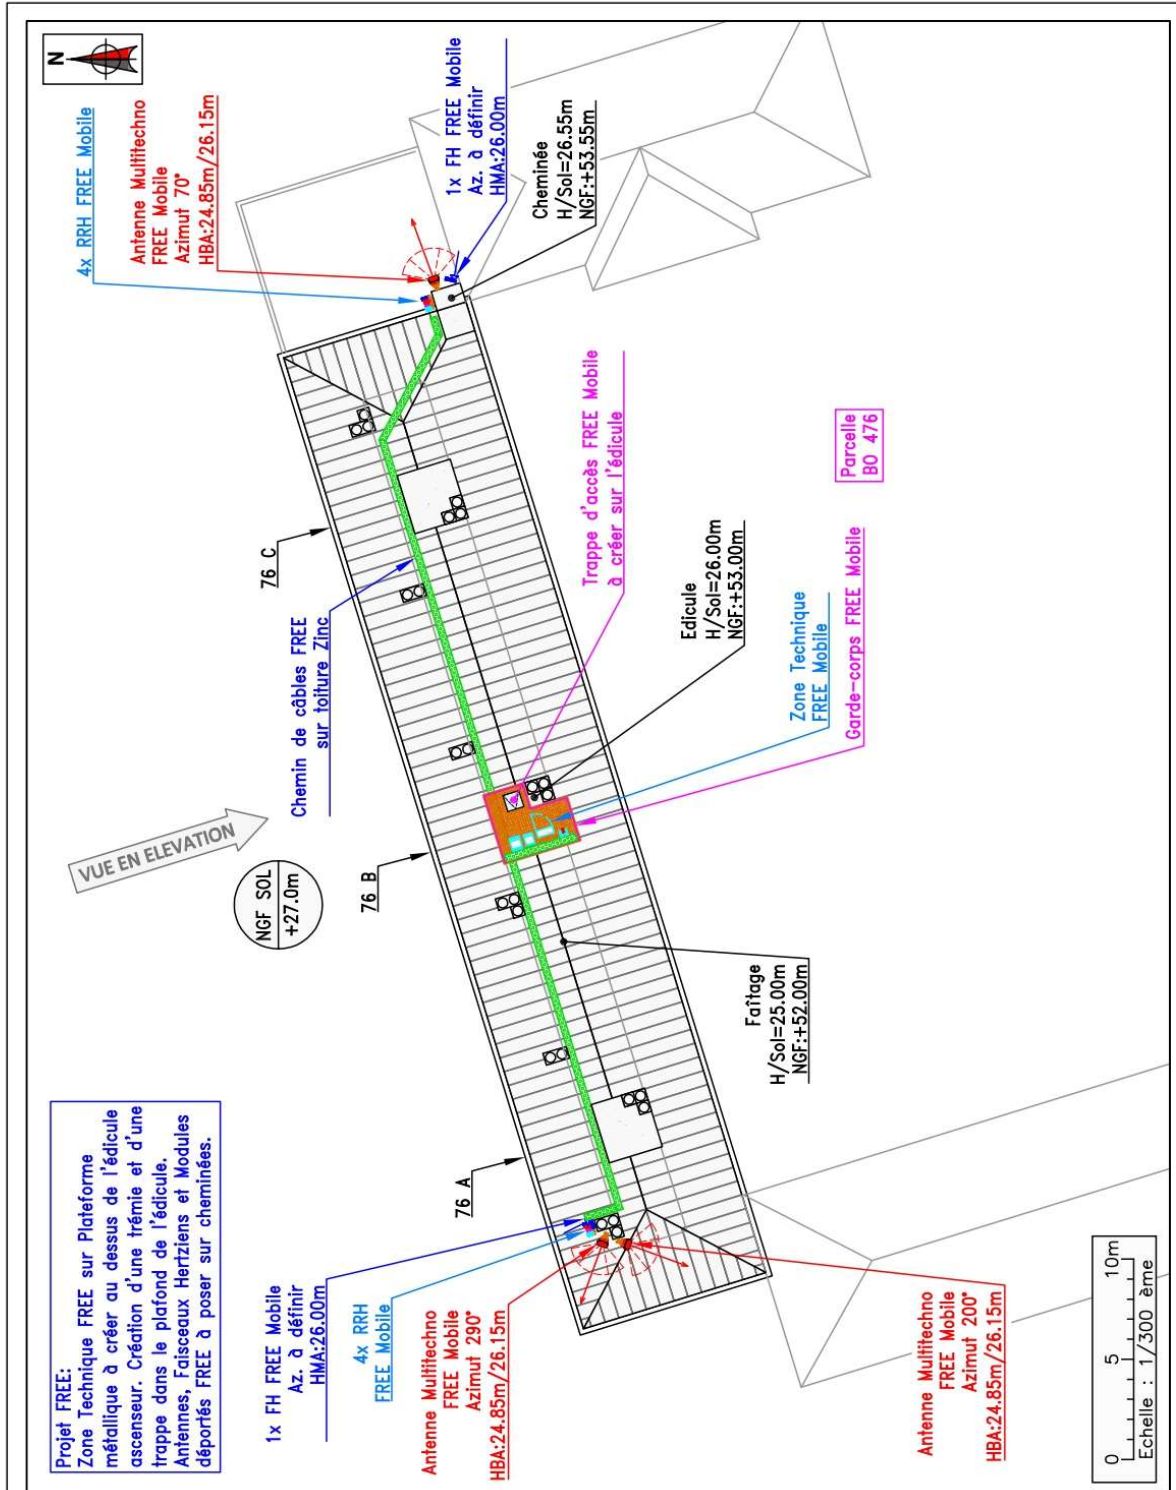 Projet FREE:
Zone Technique FREE sur Plateforme
métallique à créer au dessus de l'édicule
ascenseur. Création d'une trémie et d'une
trappe dans le plafond de l'édicule.
Antennes, Faisceaux Hertziens et Modules
déportés FREE à poser sur cheminées.
NGF SOL
+27.0m
VUE EN ELEVATION
N
76 A
76 B
76 C
Chemin de câbles FREE
sur toiture Zinc
4x RRH FREE Mobile
Antenne Multitechno
FREE Mobile
Azimut 70°
HBA:24.85m/26.15m
1x FH FREE Mobile
Az. à définir
HMA:26.00m
Cheminée
H/Sol=26.55m
NGF:+53.55m
1x FH FREE Mobile
Az. à définir
HMA:26.00m
4x RRH
FREE Mobile
Antenne Multitechno
FREE Mobile
Azimut 290°
HBA:24.85m/26.15m
Trappe d'accès FREE Mobile
à créer sur l'édicule
Edicule
H/Sol=26.00m
NGF:+53.00m
Zone Technique
FREE Mobile
Garde-corps FREE Mobile
Parcelle
BO 476
Faîtage
H/Sol=25.00m
NGF:+52.00m
Antenne Multitechno
FREE Mobile
Azimut 200°
HBA:24.85m/26.15m
0 5 10m
Echelle : 1/300 ème